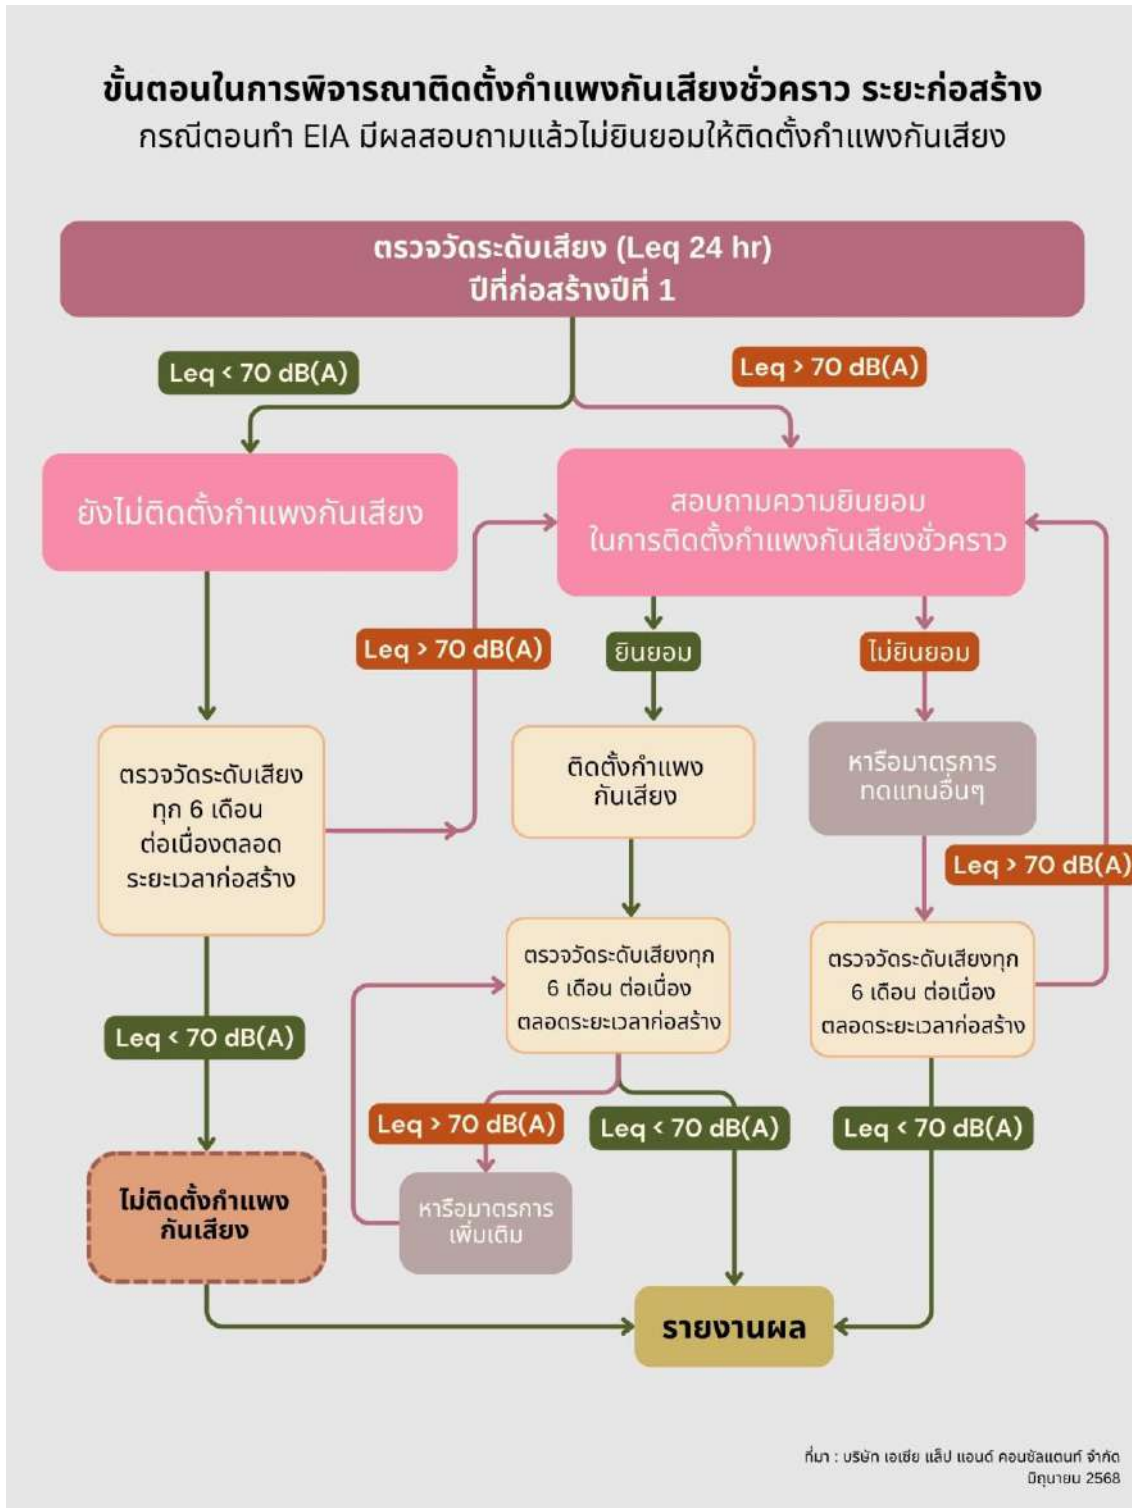 ขั้นตอนในการพิจารณาติดตั้งกำแพงกันเสียงชั่วคราว ระยะก่อสร้าง
กรณีตอนทำ EIA มีผลสอบถามแล้วไม่ยินยอมให้ติดตั้งกำแพงกันเสียง
ตรวจวัดระดับเสียง (Leq 24 hr)
ปีที่ก่อสร้างปีที่ 1
Leq < 70 dB(A)
Leq > 70 dB(A)
ยังไม่ติดตั้งกำแพงกันเสียง
สอบถามความยินยอม
ในการติดตั้งกำแพงกันเสียงชั่วคราว
Leq > 70 dB(A)
ยินยอม
ไม่ยินยอม
ตรวจวัดระดับเสียง
ทุก 6 เดือน
ต่อเนื่องตลอด
ระยะเวลาก่อสร้าง
ติดตั้งกำแพง
กันเสียง
หารือมาตรการ
ทดแทนอื่นๆ
Leq > 70 dB(A)
ตรวจวัดระดับเสียงทุก
6 เดือน ต่อเนื่อง
ตลอดระยะเวลาก่อสร้าง
ตรวจวัดระดับเสียงทุก
6 เดือน ต่อเนื่อง
ตลอดระยะเวลาก่อสร้าง
Leq < 70 dB(A)
Leq > 70 dB(A)
Leq < 70 dB(A)
Leq < 70 dB(A)
ไม่ติดตั้งกำแพง
กันเสียง
หารือมาตรการ
เพิ่มเติม
รายงานผล
ที่มา : บริษัท เอเชีย แล็ป แอนด์ คอนซัลแตนท์ จำกัด
มิถุนายน 2568